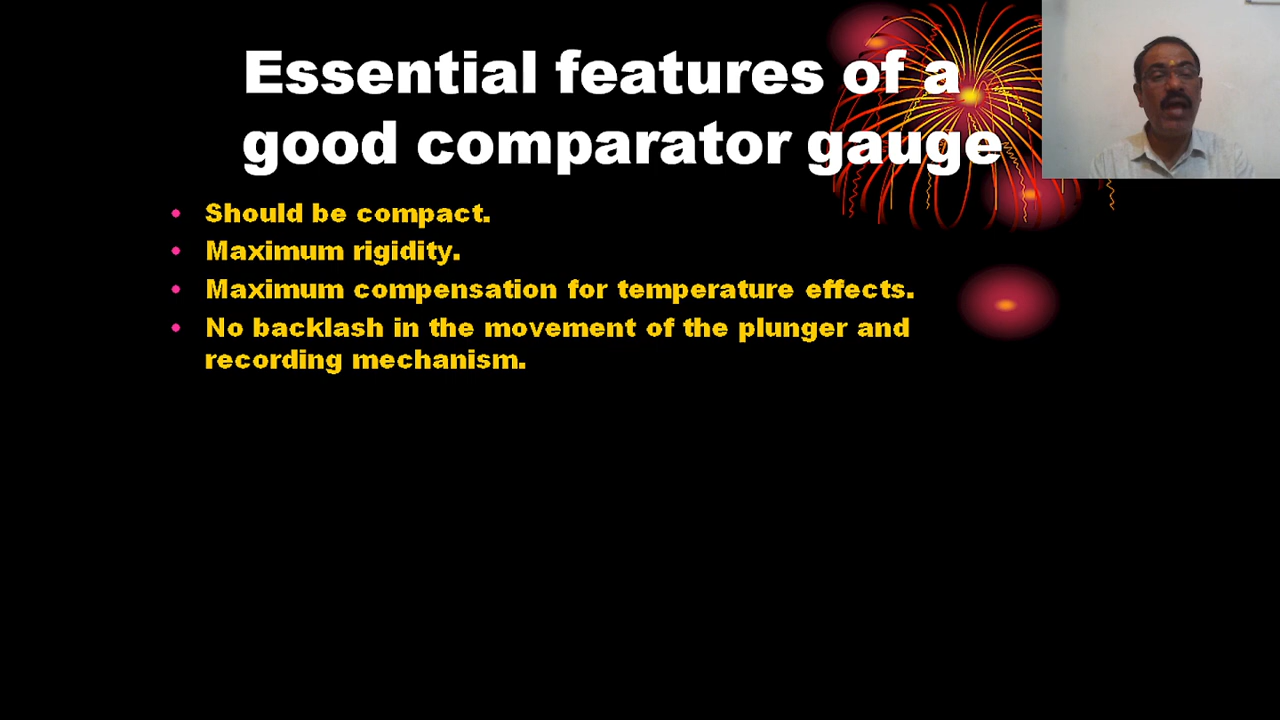 Essential features of a
good comparator gauge
• Should be compact.
• Maximum rigidity.
• Maximum compensation for temperature effects.
• No backlash in the movement of the plunger and
recording mechanism.